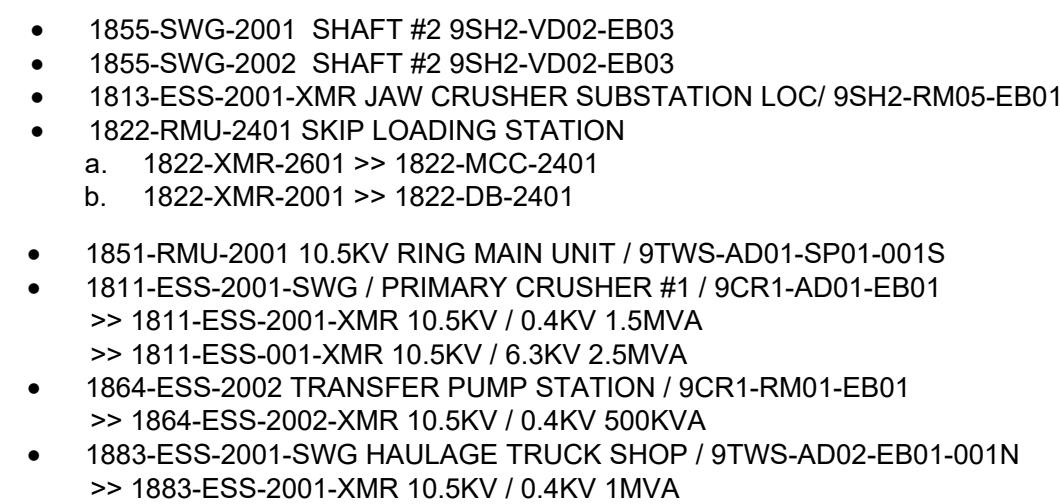 • 1855-SWG-2001 SHAFT #2 9SH2-VD02-EB03
• 1855-SWG-2002 SHAFT #2 9SH2-VD02-EB03
• 1813-ESS-2001-XMR JAW CRUSHER SUBSTATION LOC/ 9SH2-RM05-EB01
• 1822-RMU-2401 SKIP LOADING STATION
a. 1822-XMR-2601 >> 1822-MCC-2401
b. 1822-XMR-2001 >> 1822-DB-2401
• 1851-RMU-2001 10.5KV RING MAIN UNIT / 9TWS-AD01-SP01-001S
• 1811-ESS-2001-SWG / PRIMARY CRUSHER #1 / 9CR1-AD01-EB01
>> 1811-ESS-2001-XMR 10.5KV / 0.4KV 1.5MVA
>> 1811-ESS-001-XMR 10.5KV / 6.3KV 2.5MVA
• 1864-ESS-2002 TRANSFER PUMP STATION / 9CR1-RM01-EB01
>> 1864-ESS-2002-XMR 10.5KV / 0.4KV 500KVA
• 1883-ESS-2001-SWG HAULAGE TRUCK SHOP / 9TWS-AD02-EB01-001N
>> 1883-ESS-2001-XMR 10.5KV / 0.4KV 1MVA